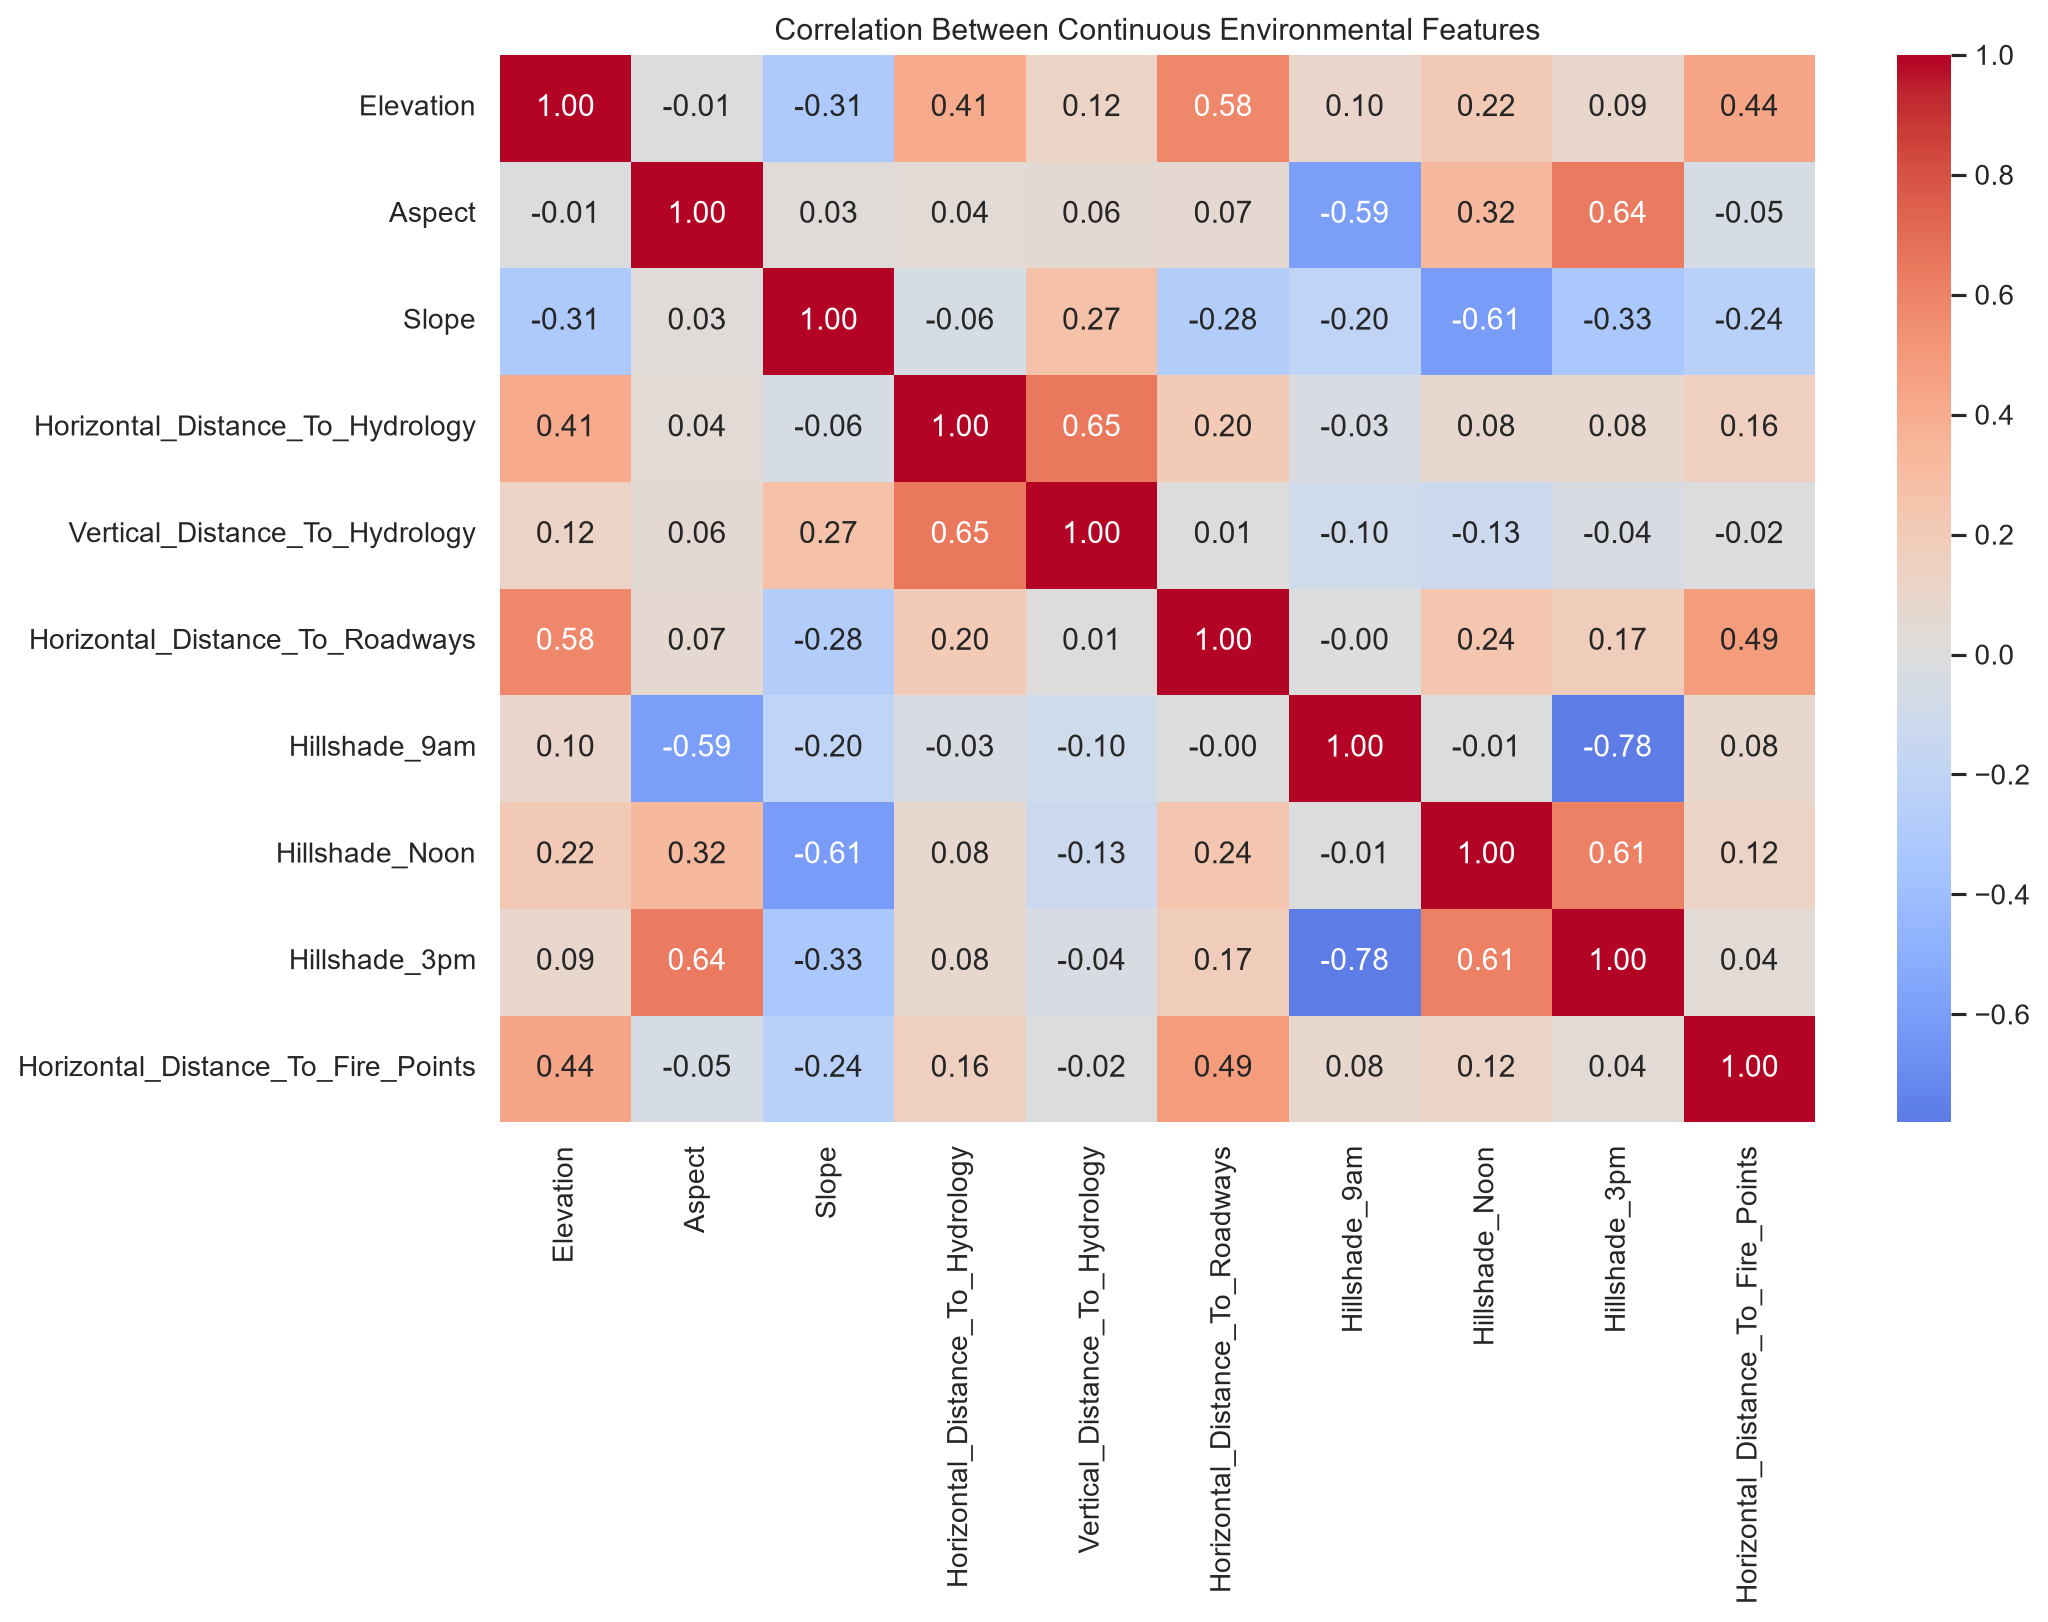 Correlation Between Continuous Environmental Features
Elevation 1.00 -0.01 -0.31 0.41 0.12 0.58 0.10 0.22 0.09 0.44
Aspect -0.01 1.00 0.03 0.04 0.06 0.07 -0.59 0.32 0.64 -0.05
Slope -0.31 0.03 1.00 -0.06 0.27 -0.28 -0.20 -0.61 -0.33 -0.24
Horizontal_Distance_To_Hydrology 0.41 0.04 -0.06 1.00 0.65 0.20 -0.03 0.08 0.08 0.16
Vertical_Distance_To_Hydrology 0.12 0.06 0.27 0.65 1.00 0.01 -0.10 -0.13 -0.04 -0.02
Horizontal_Distance_To_Roadways 0.58 0.07 -0.28 0.20 0.01 1.00 -0.00 0.24 0.17 0.49
Hillshade_9am 0.10 -0.59 -0.20 -0.03 -0.10 -0.00 1.00 -0.01 -0.78 0.08
Hillshade_Noon 0.22 0.32 -0.61 0.08 -0.13 0.24 -0.01 1.00 0.61 0.12
Hillshade_3pm 0.09 0.64 -0.33 0.08 -0.04 0.17 -0.78 0.61 1.00 0.04
Horizontal_Distance_To_Fire_Points 0.44 -0.05 -0.24 0.16 -0.02 0.49 0.08 0.12 0.04 1.00
Elevation
Aspect
Slope
Horizontal_Distance_To_Hydrology
Vertical_Distance_To_Hydrology
Horizontal_Distance_To_Roadways
Hillshade_9am
Hillshade_Noon
Hillshade_3pm
Horizontal_Distance_To_Fire_Points
1.0
0.8
0.6
0.4
0.2
0.0
−0.2
−0.4
−0.6